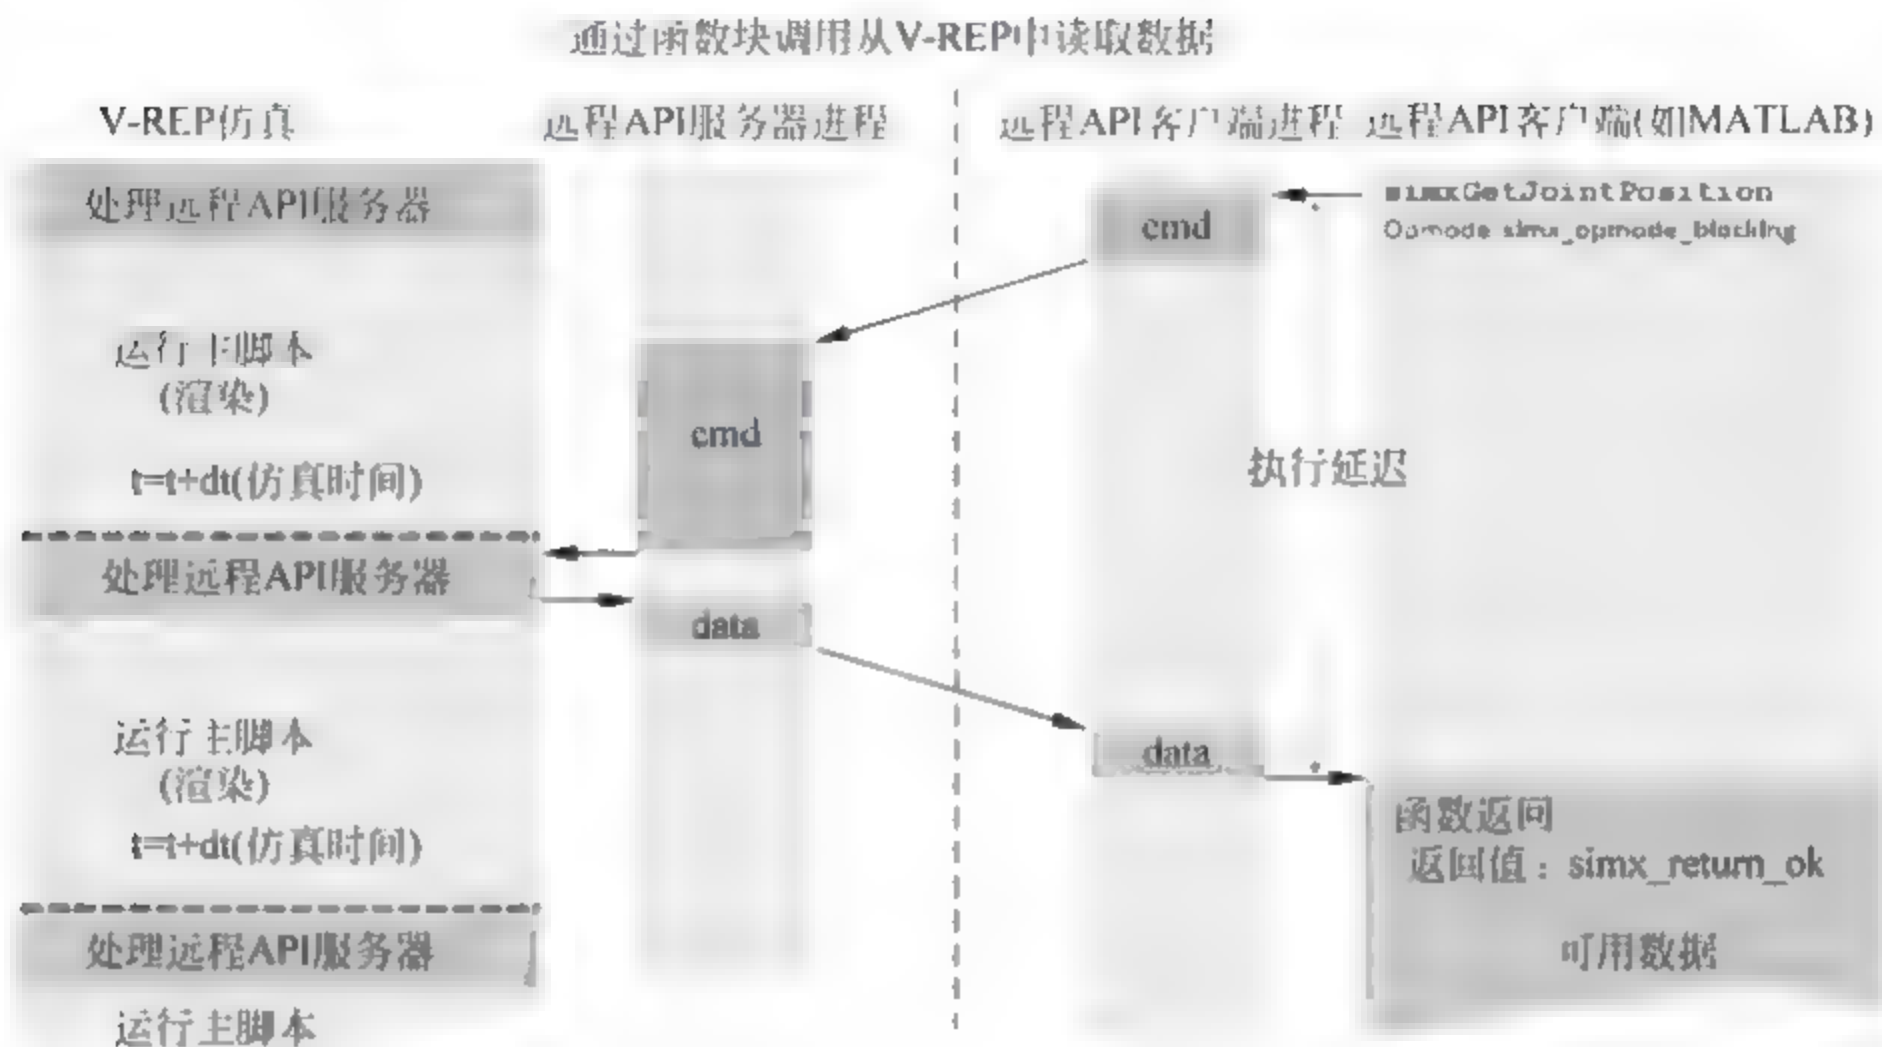 通过函数块调用从V-REP中读取数据
V-REP仿真
远程API服务器进程
远程API客户端进程
远程API客户端(如MATLAB)
处理远程API服务器
cmd
simxGetJointPosition
Opmode simx_opmode_blocking
运行主脚本
(渲染)
cmd
t=t+dt(仿真时间)
执行延迟
处理远程API服务器
data
运行主脚本
(渲染)
data
t=t+dt(仿真时间)
函数返回
返回值：simx_return_ok
处理远程API服务器
可用数据
运行主脚本